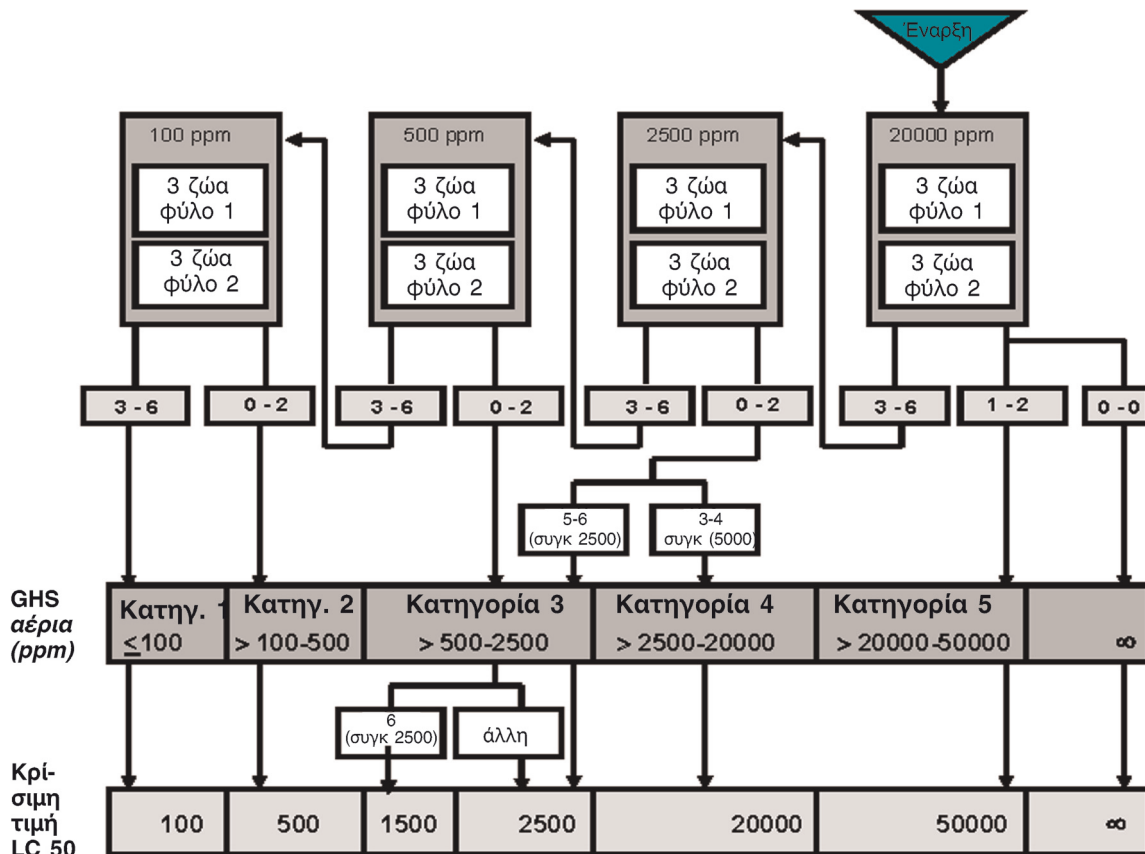 Έναρξη
100 ppm
500 ppm
2500 ppm
20000 ppm
3 ζώα
φύλο 1
3 ζώα
φύλο 1
3 ζώα
φύλο 1
3 ζώα
φύλο 1
3 ζώα
φύλο 2
3 ζώα
φύλο 2
3 ζώα
φύλο 2
3 ζώα
φύλο 2
3 - 6
0 - 2
3 - 6
0 - 2
3 - 6
0 - 2
3 - 6
1 - 2
0 - 0
5-6
(συγκ 2500)
3-4
συγκ (5000)
GHS
αέρια
(ppm)
Κατηγ. 1
≤100
Κατηγ. 2
> 100-500
Κατηγορία 3
> 500-2500
Κατηγορία 4
> 2500-20000
Κατηγορία 5
> 20000-50000
∞
6
(συγκ 2500)
άλλη
Κρί-
σιμη
τιμή
LC 50
100
500
1500
2500
20000
50000
∞